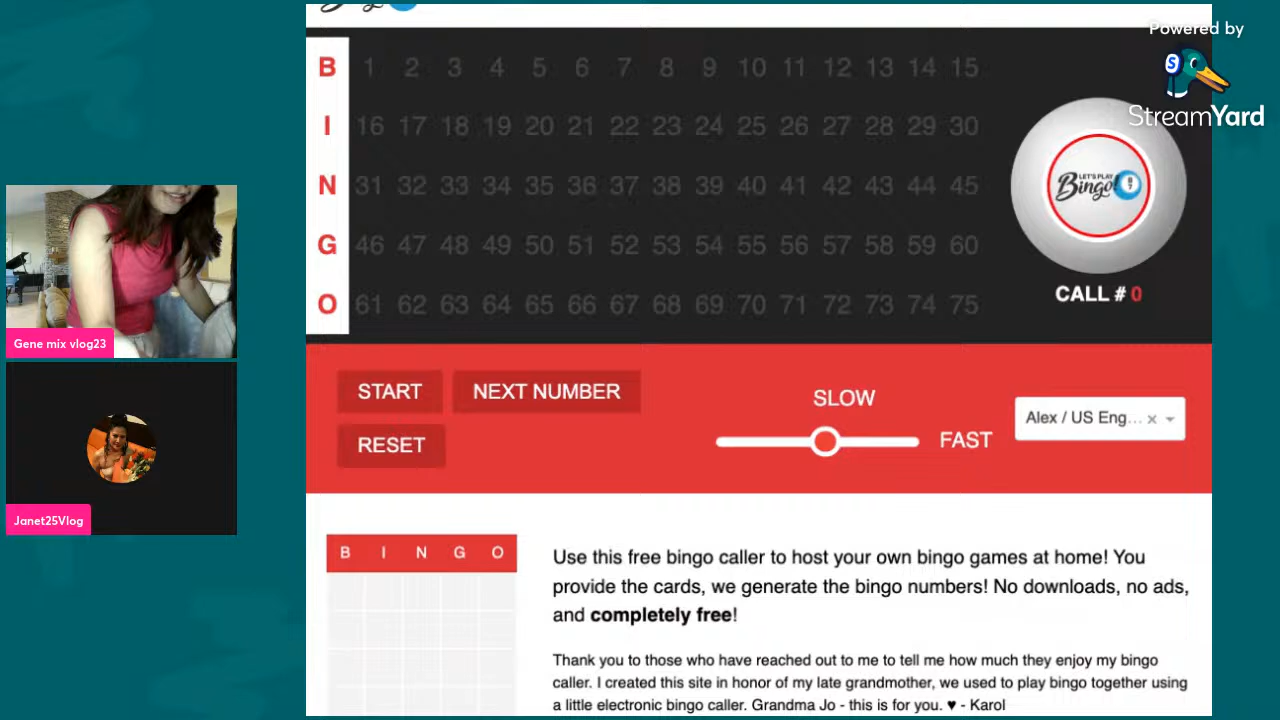 Powered by
StreamYard
B 1 2 3 4 5 6 7 8 9 10 11 12 13 14 15
I 16 17 18 19 20 21 22 23 24 25 26 27 28 29 30
N 31 32 33 34 35 36 37 38 39 40 41 42 43 44 45
G 46 47 48 49 50 51 52 53 54 55 56 57 58 59 60
O 61 62 63 64 65 66 67 68 69 70 71 72 73 74 75
LET'S PLAY
Bingo!
B
7
CALL # 0
Gene mix vlog23
Janet25Vlog
START
NEXT NUMBER
RESET
SLOW
FAST
Alex / US Eng... ×
B I N G O
Use this free bingo caller to host your own bingo games at home! You
provide the cards, we generate the bingo numbers! No downloads, no ads,
and completely free!
Thank you to those who have reached out to me to tell me how much they enjoy my bingo
caller. I created this site in honor of my late grandmother, we used to play bingo together using
a little electronic bingo caller. Grandma Jo - this is for you. ♥ - Karol